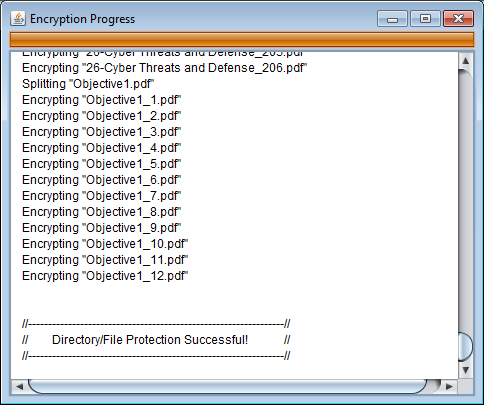 Encryption Progress
Encrypting "26-Cyber Threats and Defense_205.pdf"
Encrypting "26-Cyber Threats and Defense_206.pdf"
Splitting "Objective1.pdf"
Encrypting "Objective1_1.pdf"
Encrypting "Objective1_2.pdf"
Encrypting "Objective1_3.pdf"
Encrypting "Objective1_4.pdf"
Encrypting "Objective1_5.pdf"
Encrypting "Objective1_6.pdf"
Encrypting "Objective1_7.pdf"
Encrypting "Objective1_8.pdf"
Encrypting "Objective1_9.pdf"
Encrypting "Objective1_10.pdf"
Encrypting "Objective1_11.pdf"
Encrypting "Objective1_12.pdf"
//----------------------------------------------------------------//
// Directory/File Protection Successful! //
//----------------------------------------------------------------//